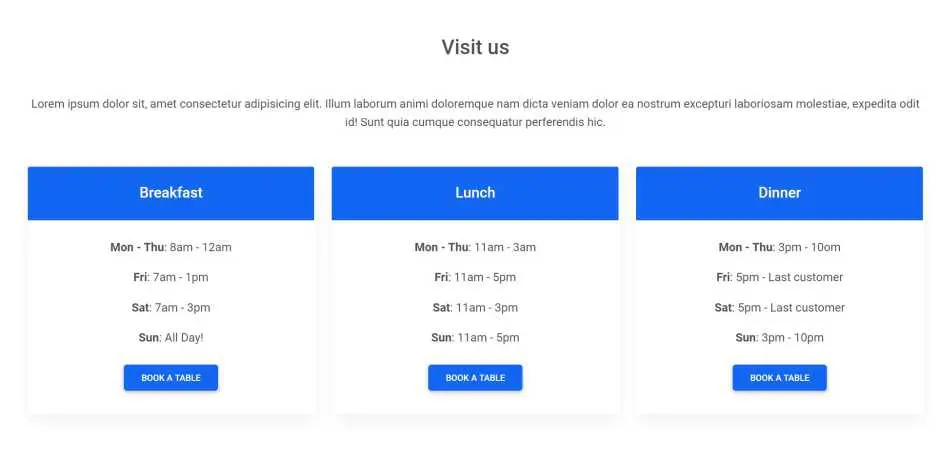 Visit us
Lorem ipsum dolor sit, amet consectetur adipisicing elit. Illum laborum animi doloremque nam dicta veniam dolor ea nostrum excepturi laboriosam molestiae, expedita odit
id! Sunt quia cumque consequatur perferendis hic.
Breakfast
Mon - Thu: 8am - 12am
Fri: 7am - 1pm
Sat: 7am - 3pm
Sun: All Day!
BOOK A TABLE
Lunch
Mon - Thu: 11am - 3am
Fri: 11am - 5pm
Sat: 11am - 3pm
Sun: 11am - 5pm
BOOK A TABLE
Dinner
Mon - Thu: 3pm - 10om
Fri: 5pm - Last customer
Sat: 5pm - Last customer
Sun: 3pm - 10pm
BOOK A TABLE